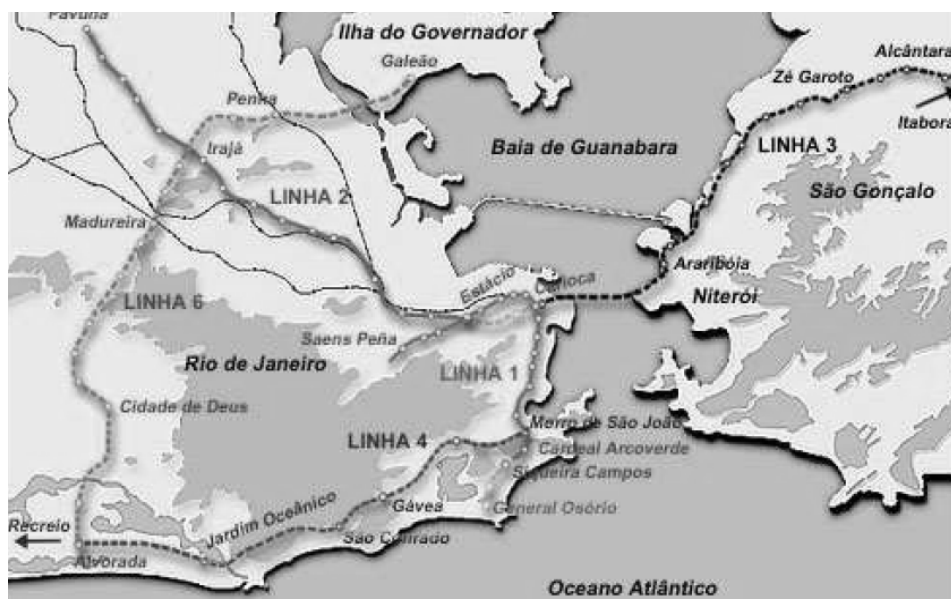 Pavuna
Ilha do Governador
Galeão
Alcântara
Zé Garoto
Penha
Itabora
Baia de Guanabara
LINHA 3
Irajá
LINHA 2
São Gonçalo
Madureira
Estácio
Carioca
Araribóia
LINHA 6
Niterói
Saens Peña
Rio de Janeiro
LINHA 1
Cidade de Deus
Morro de São João
LINHA 4
Cardeal Arcoverde
Siqueira Campos
Gávea
General Osório
Jardim Oceânico
Recreio
São Conrado
Alvorada
Oceano Atlântico